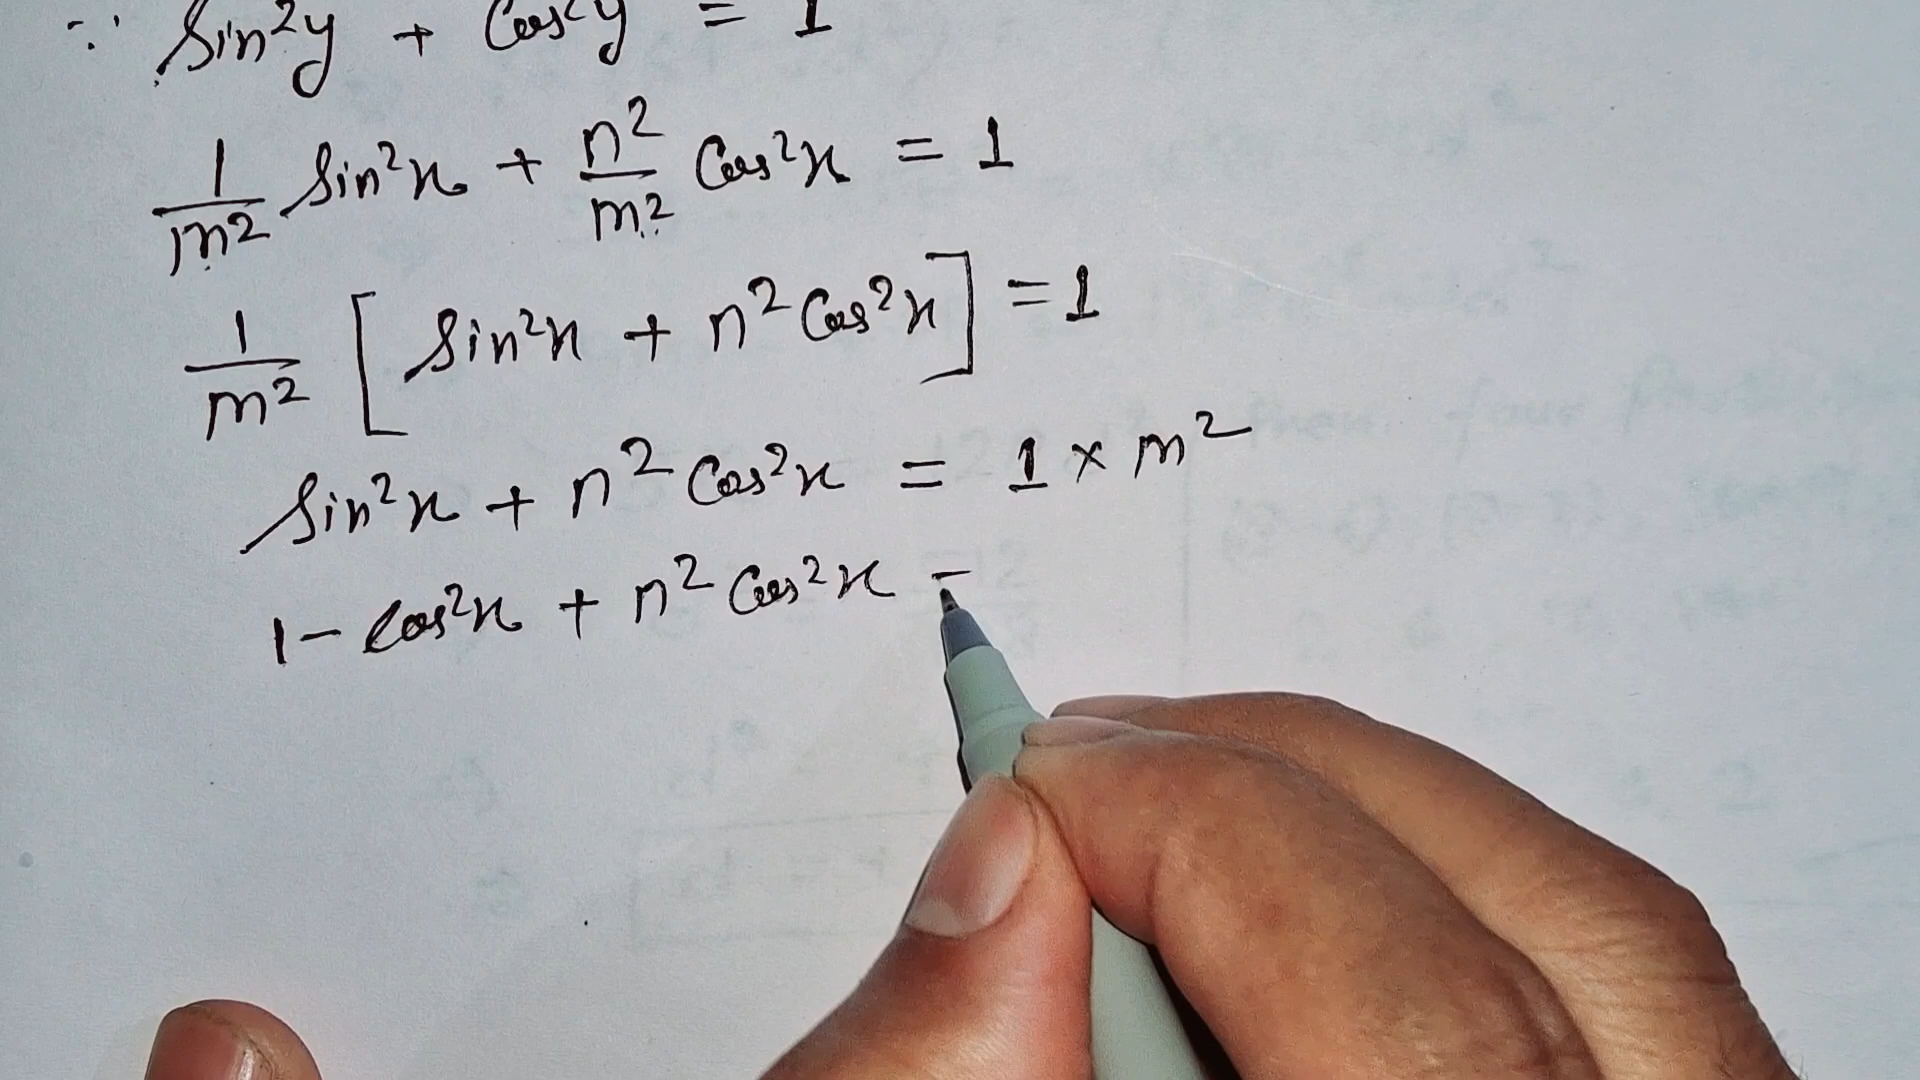 ∵ Sin²y + Cos²y = 1
1/m² Sin²x + n²/m² Cos²x = 1
1/m² [Sin²x + n² Cos²x] = 1
Sin²x + n² Cos²x = 1 × m²
1 - Cos²x + n² Cos²x =